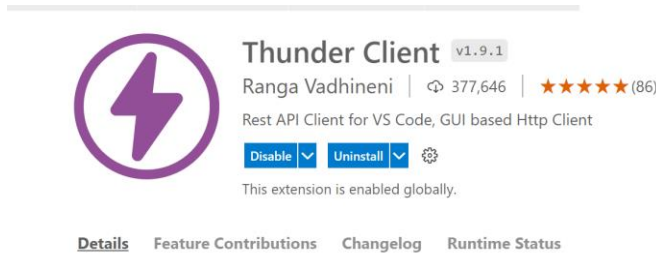 Thunder Client v1.9.1
Ranga Vadhineni | 377,646 | ★★★★★(86)
Rest API Client for VS Code, GUI based Http Client
Disable Uninstall
This extension is enabled globally.
Details Feature Contributions Changelog Runtime Status